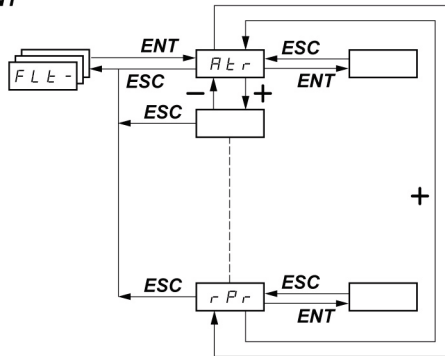 n
ENT
ESC
FLt-
ESC
Atr
ENT
ESC
− +
+
ESC
rPr
ESC
ENT